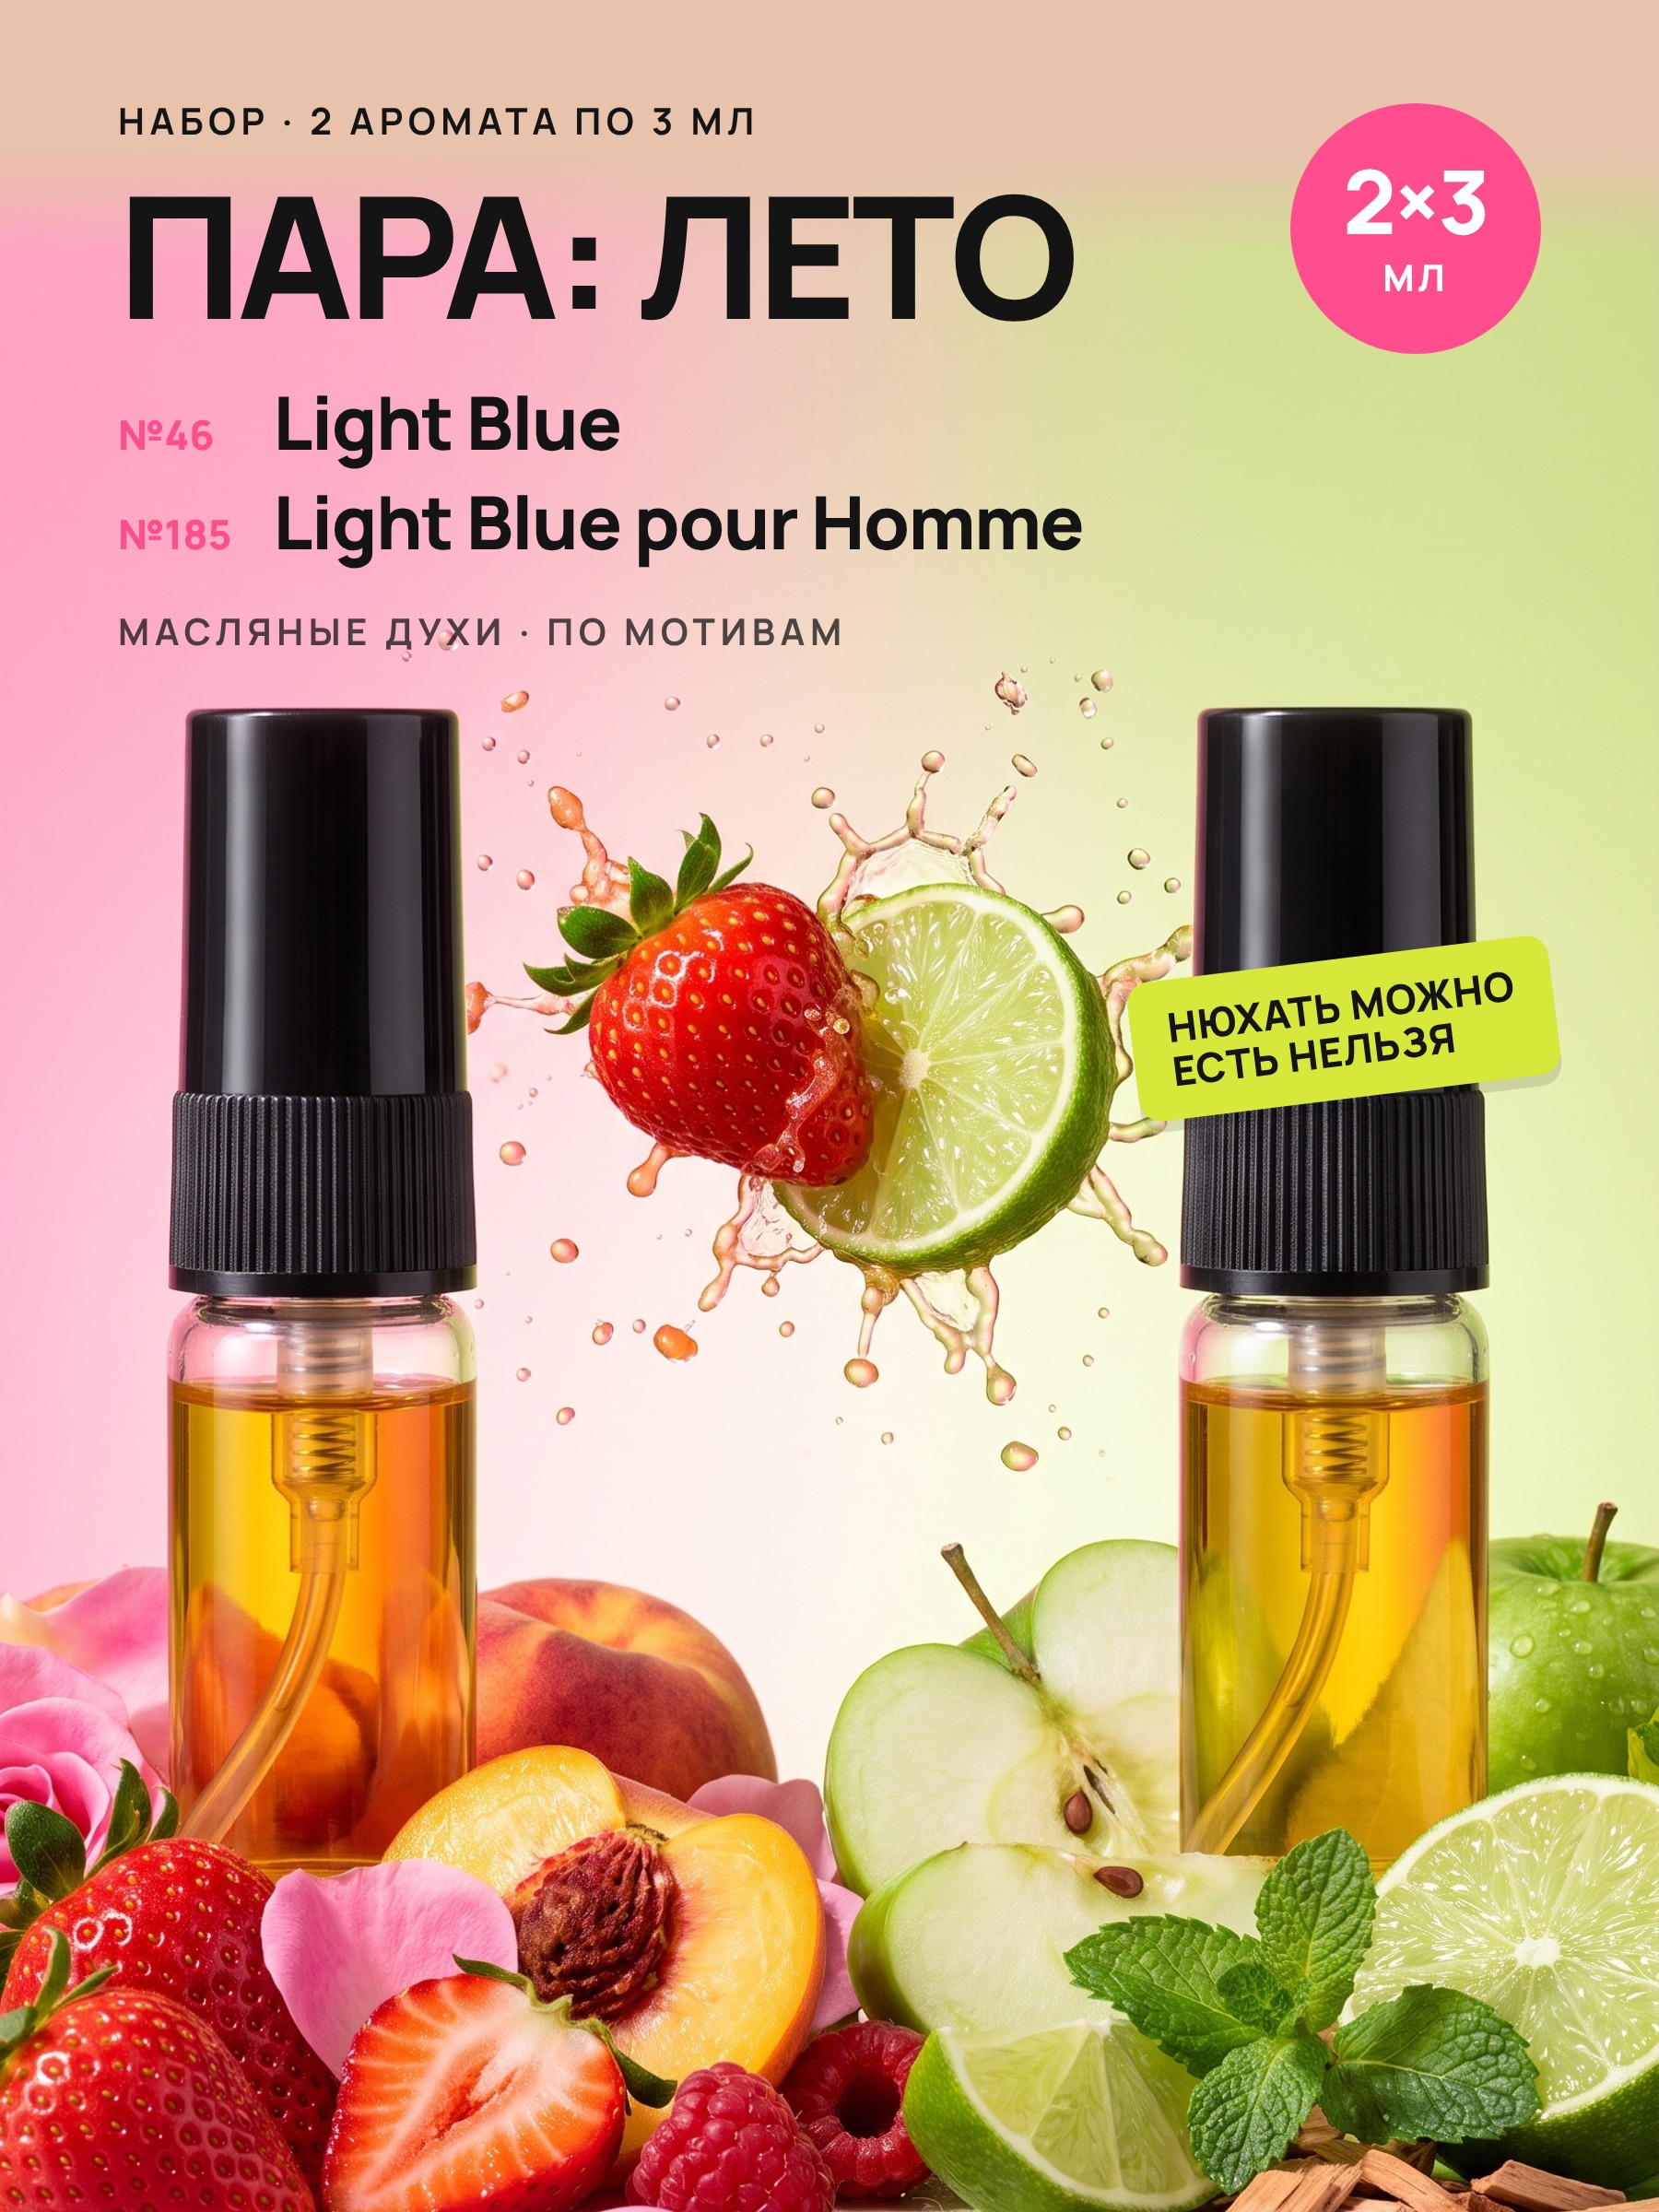 НАБОР · 2 АРОМАТА ПО 3 МЛ
ПАРА: ЛЕТО
2×3
МЛ
№46 Light Blue
№185 Light Blue pour Homme
МАСЛЯНЫЕ ДУХИ · ПО МОТИВАМ
НЮХАТЬ МОЖНО
ЕСТЬ НЕЛЬЗЯ